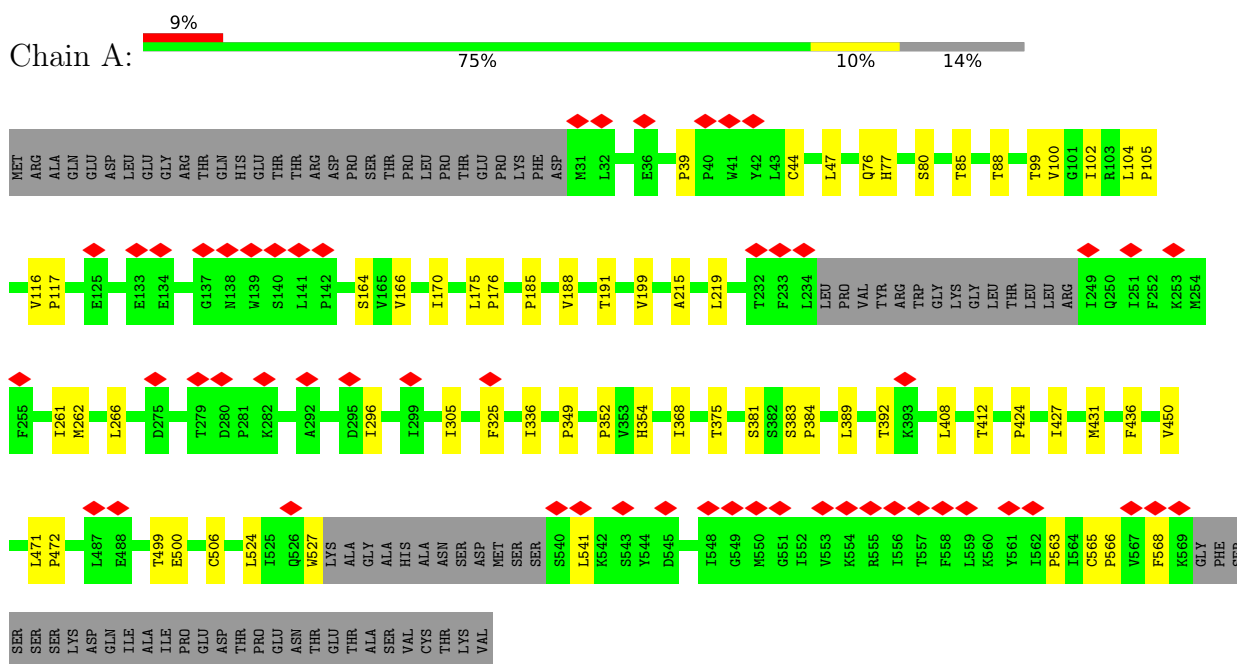 9%
Chain A:
75% 10% 14%
MET ARG ALA GLN GLU ASP LEU GLU GLY ARG THR GLN HIS GLU THR THR ARG ASP PRO SER THR PRO LEU PRO THR GLU PRO LYS PHE ASP M31 L32 E36 P39 P40 W41 Y42 L43 C44 L47 Q76 H77 S80 T85 T88 T99 V100 G101 I102 R103 L104 P105
V116 P117 E125 E133 E134 G137 N138 W139 S140 L141 P142 S164 V165 V166 I170 L175 P176 P185 V188 T191 V199 A215 L219 T232 F233 L234 LEU PRO VAL TYR ARG TRP GLY LYS GLY LEU THR LEU LEU ARG I249 Q250 I251 F252 K253 M254
F255 I261 M262 L266 D275 T279 D280 P281 K282 A292 D295 I296 I299 I305 F325 I336 P349 P352 V353 H354 I368 T375 S381 S382 S383 P384 L389 T392 K393 L408 T412 P424 I427 M431 F436 V450
L471 P472 L487 E488 T499 E500 C506 L524 I525 Q526 W527 LYS ALA GLY ALA HIS ALA ASN SER ASP MET SER SER S540 L541 K542 S543 Y544 D545 I548 G549 M550 G551 I552 V553 K554 R555 I556 T557 F558 L559 K560 Y561 I562 P563 I564 C565 P566 V567 F568 K569 GLY PHE SER
SER SER SER LYS ASP GLN ILE ALA ILE PRO GLU ASP THR PRO GLU ASN THR GLU THR ALA SER VAL CYS THR LYS VAL